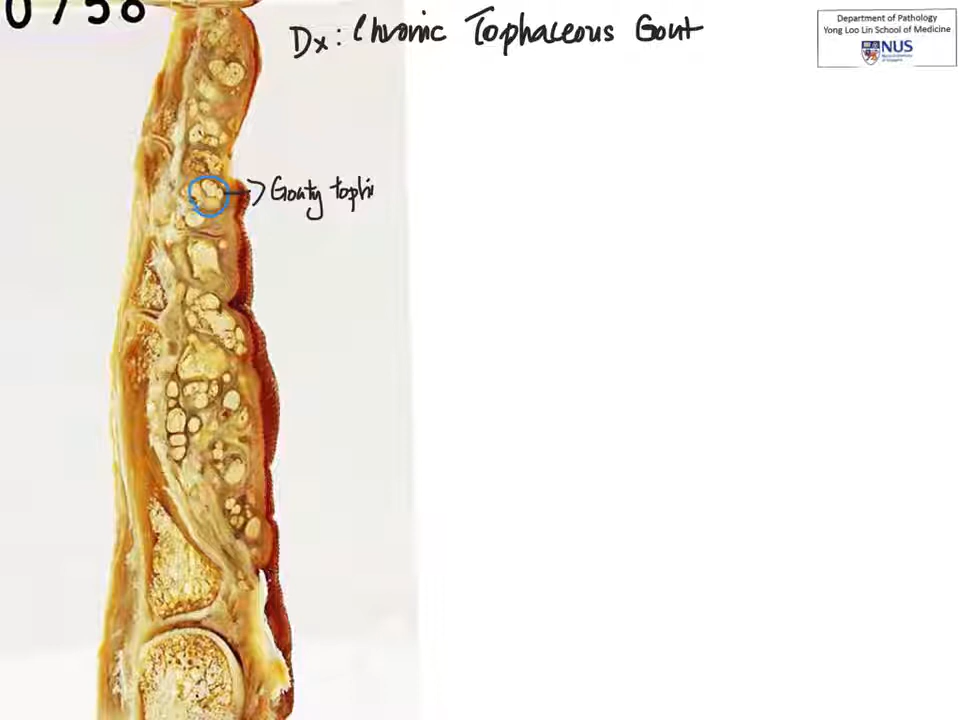 0758
Dx: Chronic Tophaceous Gout
Department of Pathology
Yong Loo Lin School of Medicine
NUS
Gouty tophi